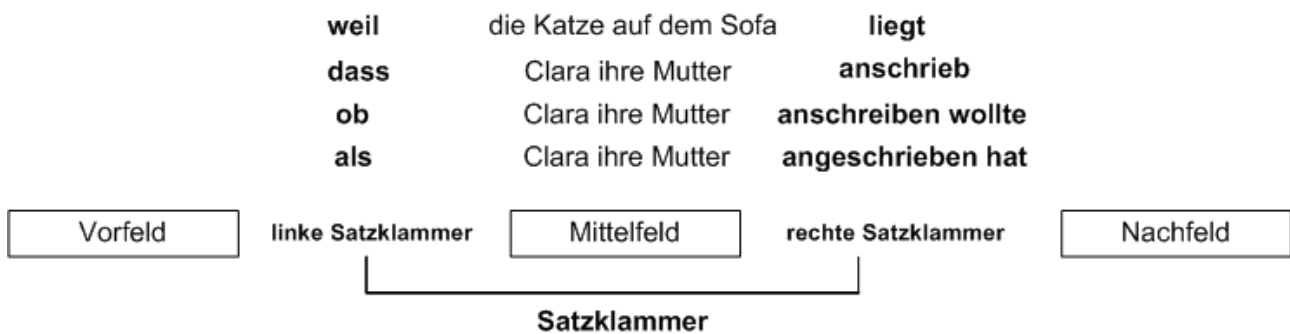 weil die Katze auf dem Sofa liegt
dass Clara ihre Mutter anschrieb
ob Clara ihre Mutter anschreiben wollte
als Clara ihre Mutter angeschrieben hat
Vorfeld linke Satzklammer Mittelfeld rechte Satzklammer Nachfeld
Satzklammer